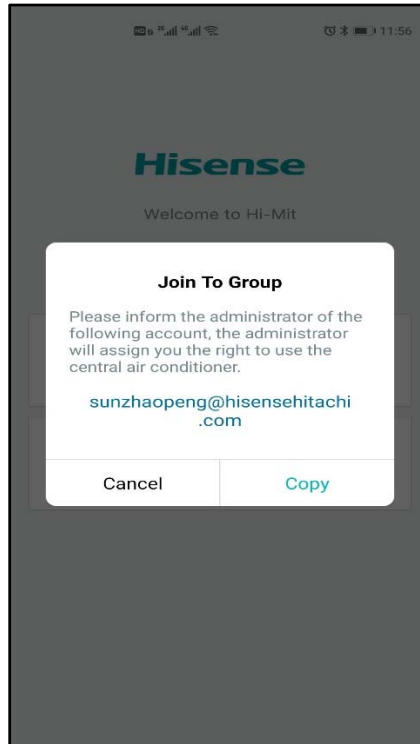 11:56
Hisense
Welcome to Hi-Mit
Join To Group
Please inform the administrator of the
following account, the administrator
will assign you the right to use the
central air conditioner.
sunzhaopeng@hisensehitachi
.com
Cancel Copy